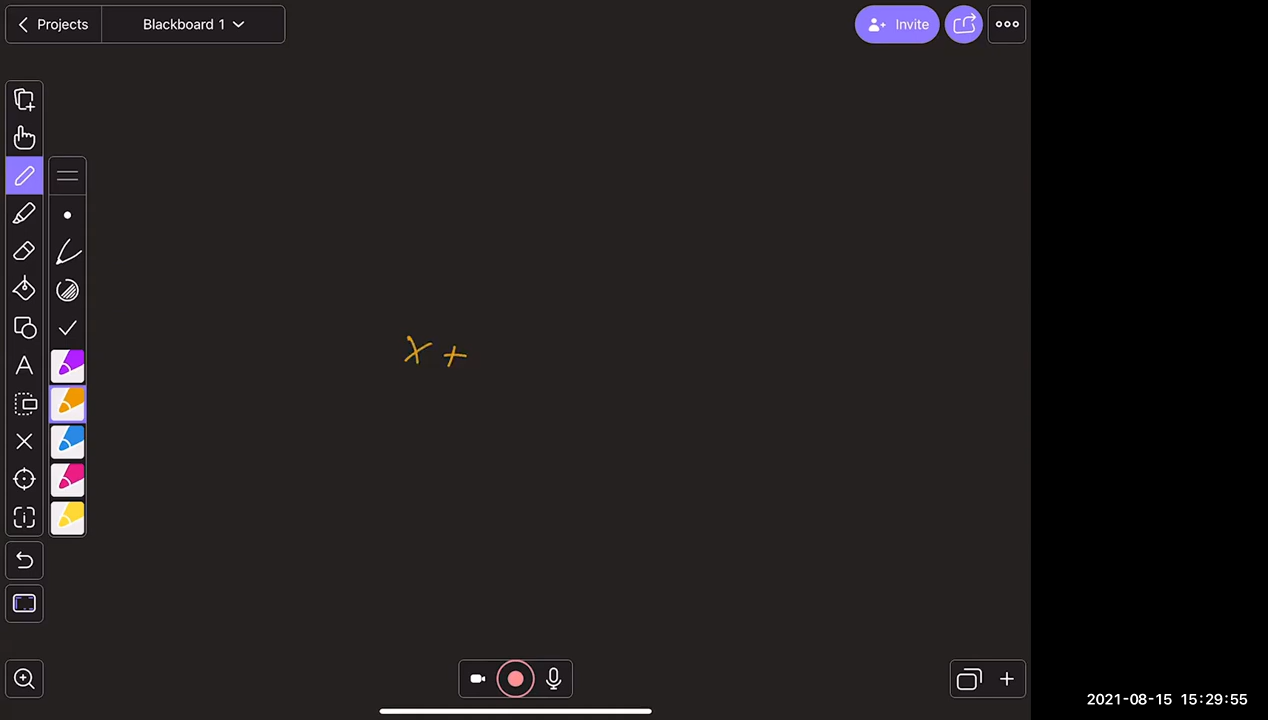 Projects
Blackboard 1
Invite
A
x +
2021-08-15 15:29:55